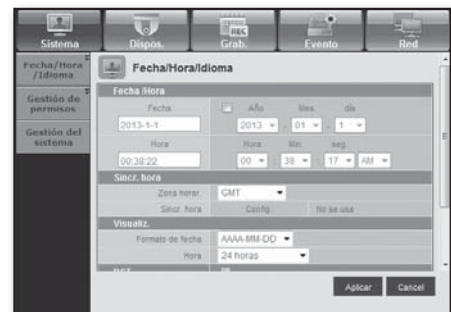 Sistema Dispos. Grab. Evento Red
REC
Fecha/Hora
/Idioma
Gestión de
permisos
Gestión del
sistema
Fecha/Hora/Idioma
Fecha /Hora
Fecha Año Mes. día
2013-1-1 2013 - 01 - 1
Hora Hora Min. seg.
00:38:22 00 : 38 : 17 AM
Sincr. hora
Zona horar. GMT
Sincr. hora Config. No se usa
Visualiz.
Formato de fecha AAAA-MM-DD
Hora 24 horas
DST
Aplicar Cancel